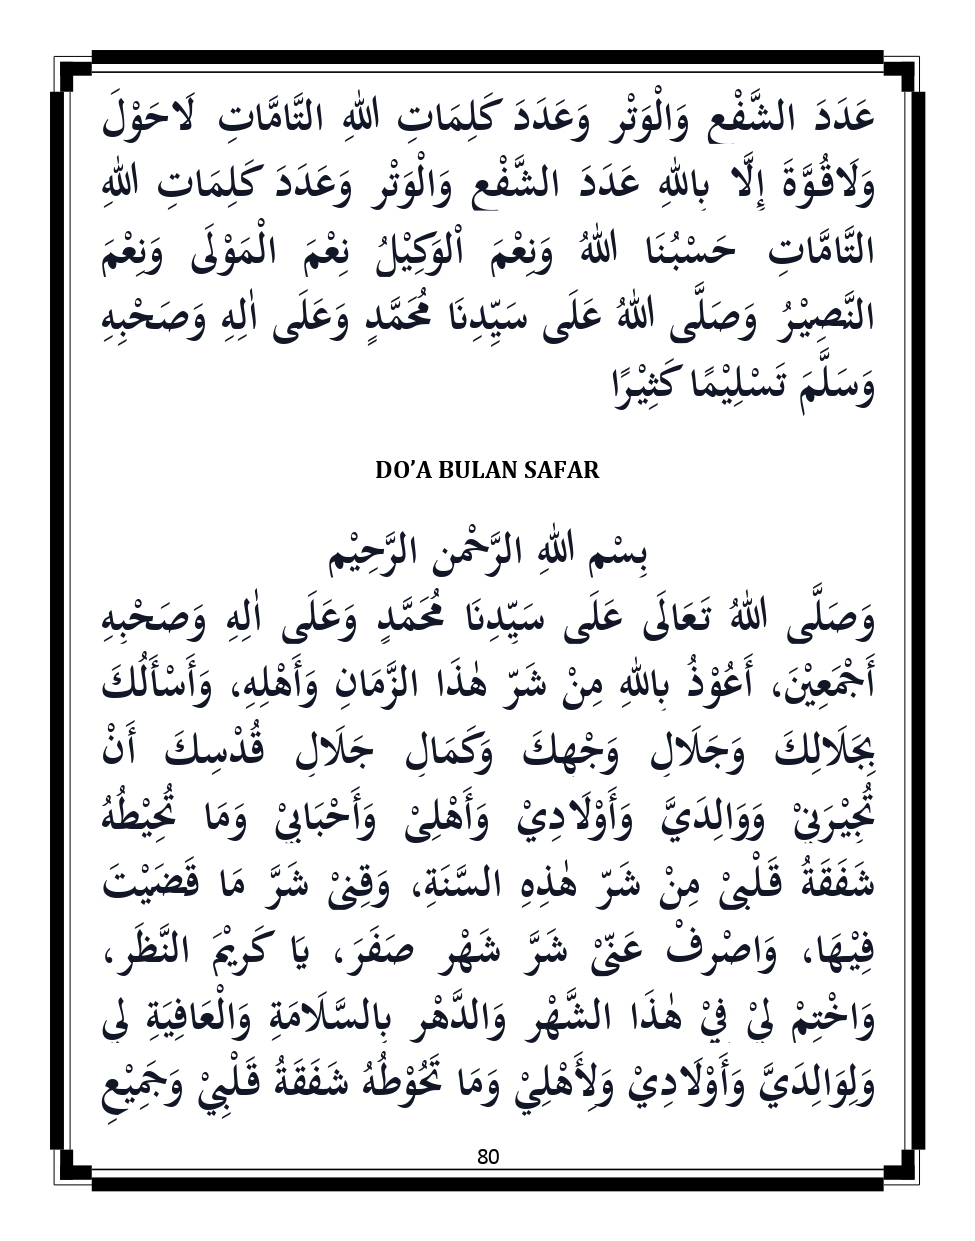 عَدَدَ الشَّفْعِ وَالْوَتْرِ وَعَدَدَ كَلِمَاتِ اللهِ التَّامَّاتِ لَاحَوْلَ
وَلَاقُوَّةَ إِلَّا بِاللهِ عَدَدَ الشَّفْعِ وَالْوَتْرِ وَعَدَدَ كَلِمَاتِ اللهِ
التَّامَّاتِ حَسْبُنَا اللهُ وَنِعْمَ اْلوَكِيْلُ نِعْمَ الْمَوْلَى وَنِعْمَ
النَّصِيْرُ وَصَلَّى اللهُ عَلَى سَيِّدِنَا مُحَمَّدٍ وَعَلَى اٰلِهِ وَصَحْبِهِ
وَسَلَّمَ تَسْلِيْمًا كَثِيْرًا
DO’A BULAN SAFAR
بِسْمِ اللهِ الرَّحْمنِ الرَّحِيْمِ
وَصَلَّى اللهُ تَعَالَى عَلَى سَيِّدِنَا مُحَمَّدٍ وَعَلَى اٰلِهِ وَصَحْبِهِ
أَجْمَعِيْنَ، أَعُوْذُ بِاللهِ مِنْ شَرِّ هٰذَا الزَّمَانِ وَأَهْلِهِ، وَأَسْأَلُكَ
بِجَلَالِكَ وَجَلَالِ وَجْهِكَ وَكَمَالِ جَلَالِ قُدْسِكَ أَنْ
تُجِيْرَنِيْ وَوَالِدَيَّ وَأَوْلَادِيْ وَأَهْلِىْ وَأَحْبَابِيْ وَمَا تُحِيْطُهُ
شَفَقَةُ قَلْبِىْ مِنْ شَرِّ هٰذِهِ السَّنَةِ، وَقِنِىْ شَرَّ مَا قَضَيْتَ
فِيْهَا، وَاصْرِفْ عَنِّىْ شَرَّ شَهْرِ صَفَرَ، يَا كَرِيْمَ النَّظَرِ،
وَاخْتِمْ لِيْ فِيْ هٰذَا الشَّهْرِ وَالدَّهْرِ بِالسَّلَامَةِ وَالْعَافِيَةِ لِي
وَلِوَالِدَيَّ وَأَوْلَادِيْ وَلِأَهْلِيْ وَمَا تَحُوْطُهُ شَفَقَةُ قَلْبِيْ وَجَمِيْعِ
80